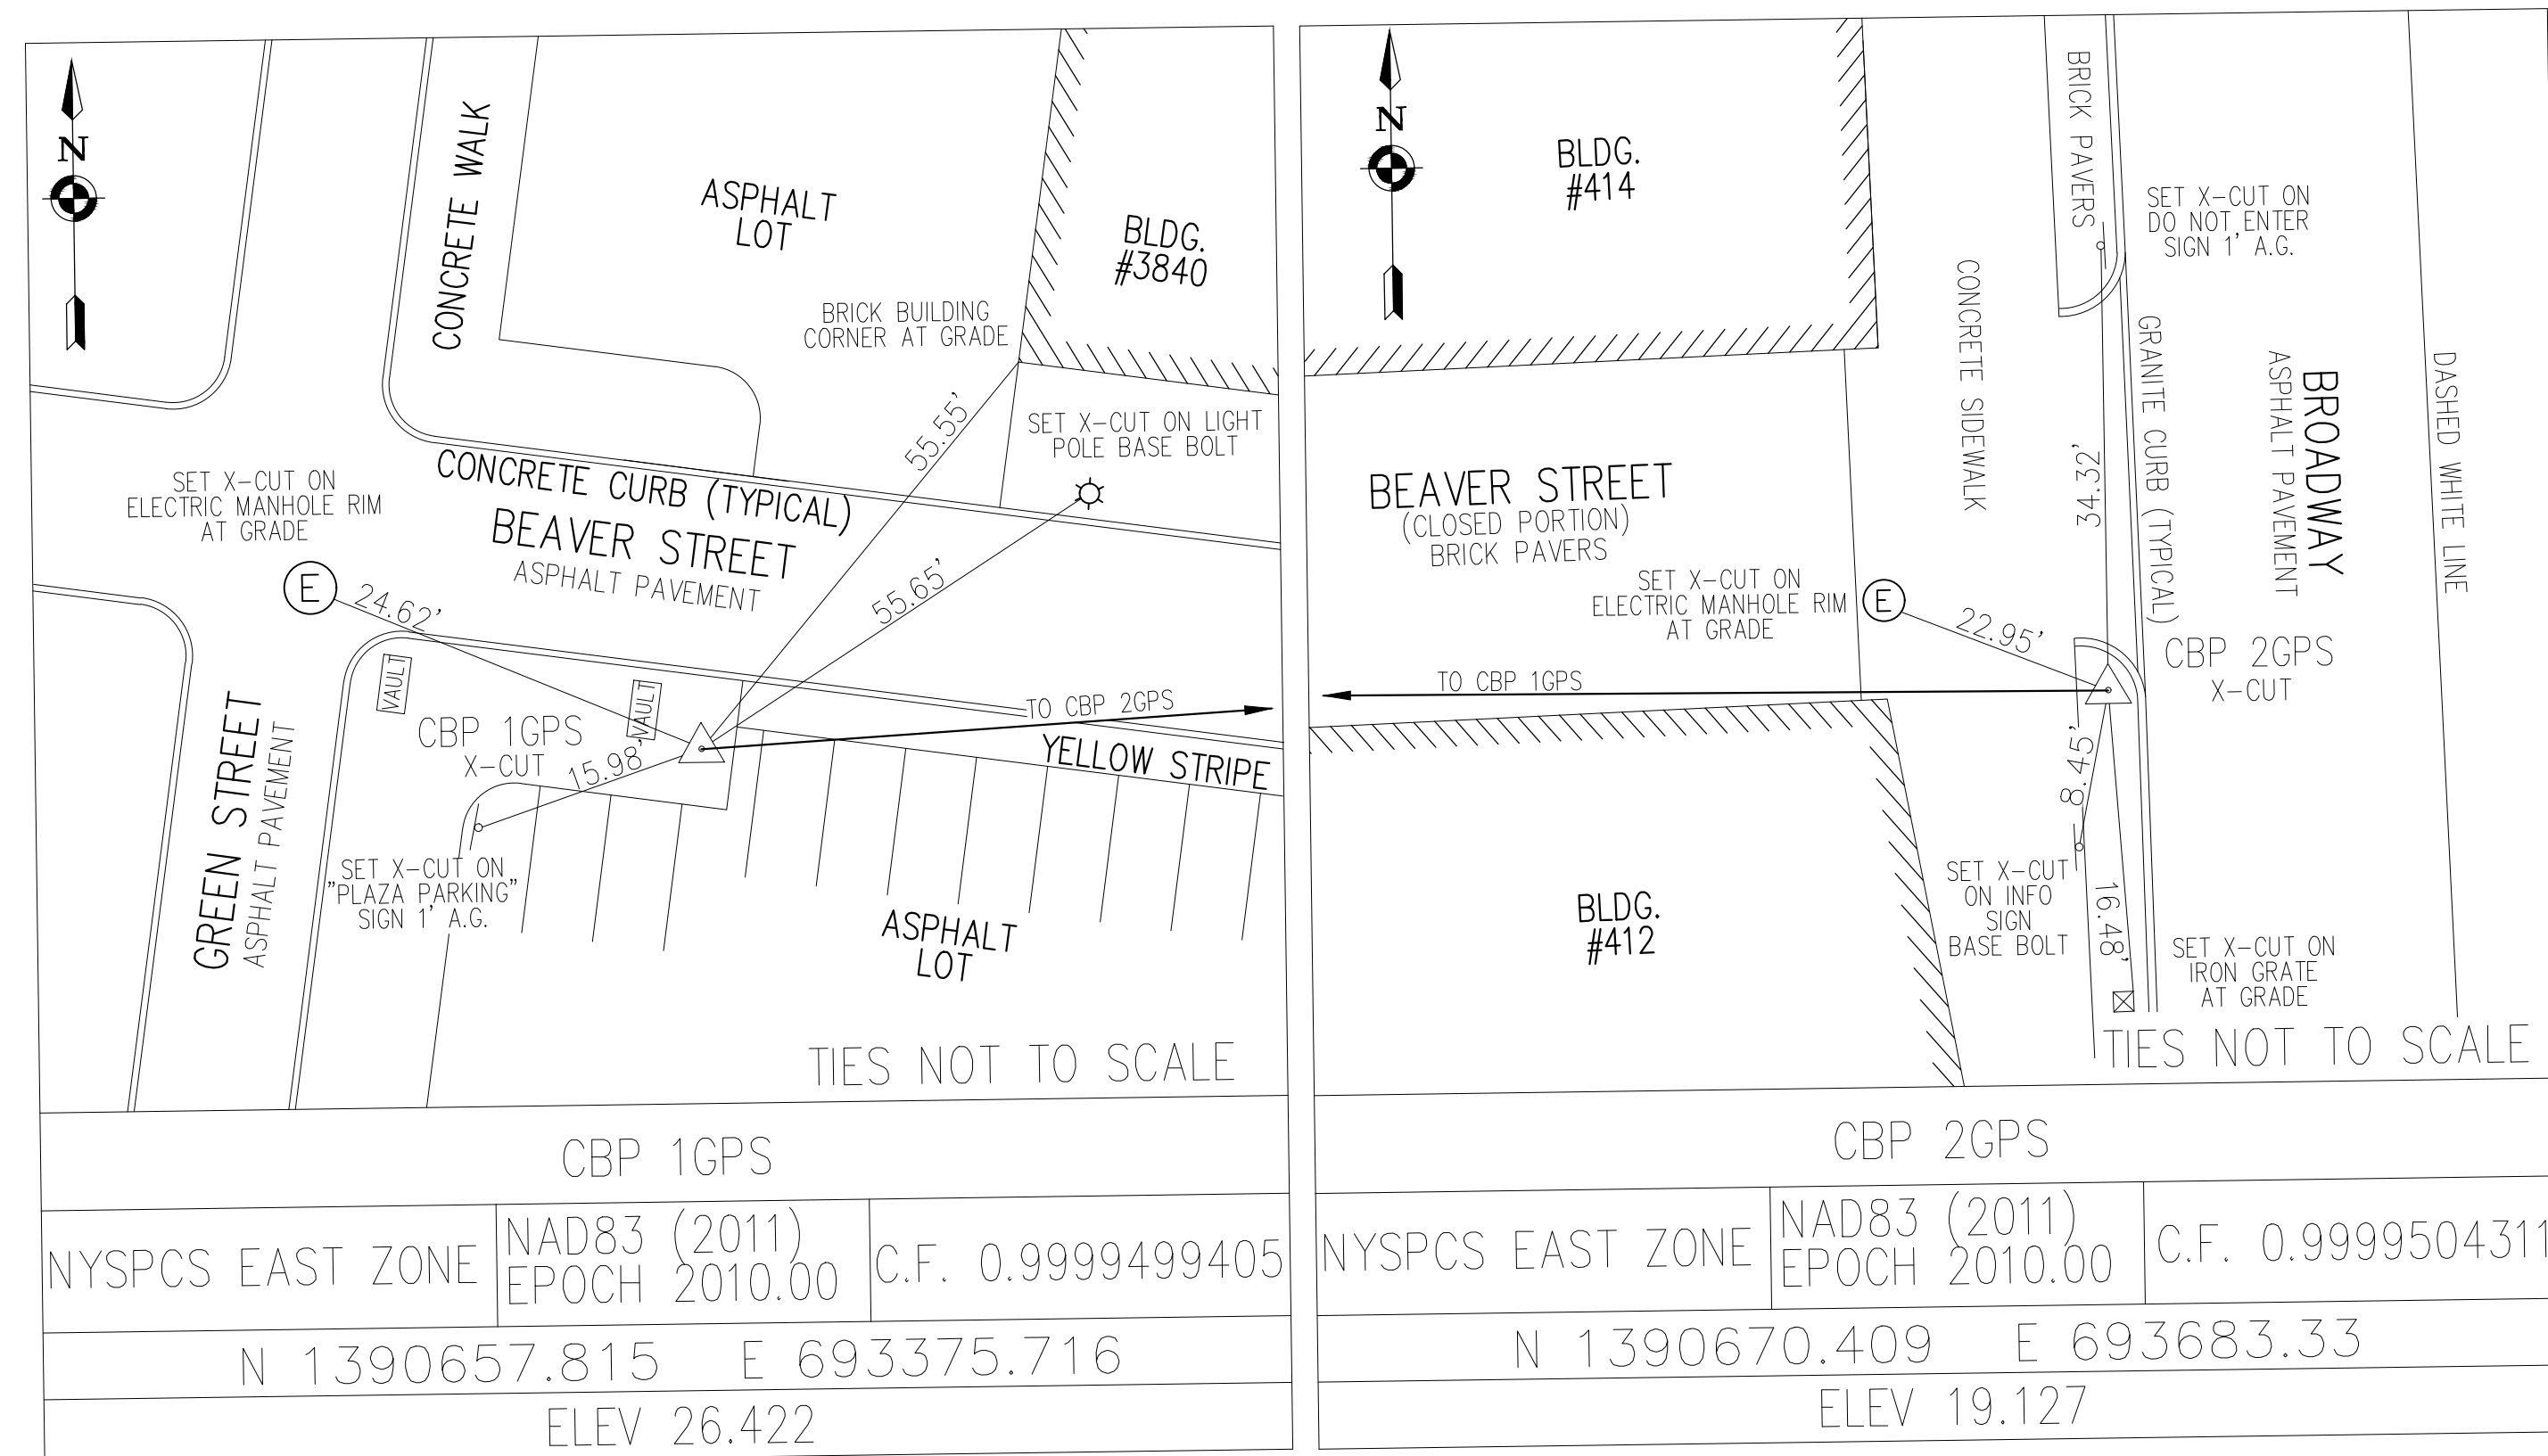 N
CONCRETE WALK
ASPHALT
LOT
BLDG.
#3840
BRICK BUILDING
CORNER AT GRADE
55.55'
SET X-CUT ON LIGHT
POLE BASE BOLT
SET X-CUT ON
ELECTRIC MANHOLE RIM
AT GRADE
CONCRETE CURB (TYPICAL)
BEAVER STREET
ASPHALT PAVEMENT
E
24.62'
55.65'
VAULT
VAULT
CBP 1GPS
X-CUT
15.98'
TO CBP 2GPS
YELLOW STRIPE
GREEN STREET
ASPHALT PAVEMENT
SET X-CUT ON
"PLAZA PARKING"
SIGN 1' A.G.
ASPHALT
LOT
TIES NOT TO SCALE
CBP 1GPS
NYSPCS EAST ZONE
NAD83 (2011)
EPOCH 2010.00
C.F. 0.9999499405
N 1390657.815 E 693375.716
ELEV 26.422
N
BLDG.
#414
BRICK PAVERS
SET X-CUT ON
DO NOT ENTER
SIGN 1' A.G.
CONCRETE SIDEWALK
GRANITE CURB (TYPICAL)
BROADWAY
ASPHALT PAVEMENT
DASHED WHITE LINE
34.32'
BEAVER STREET
(CLOSED PORTION)
BRICK PAVERS
SET X-CUT ON
ELECTRIC MANHOLE RIM
AT GRADE
E
22.95'
CBP 2GPS
X-CUT
TO CBP 1GPS
8.45'
BLDG.
#412
SET X-CUT
ON INFO
SIGN
BASE BOLT
16.48'
SET X-CUT ON
IRON GRATE
AT GRADE
TIES NOT TO SCALE
CBP 2GPS
NYSPCS EAST ZONE
NAD83 (2011)
EPOCH 2010.00
C.F. 0.9999504311
N 1390670.409 E 693683.33
ELEV 19.127